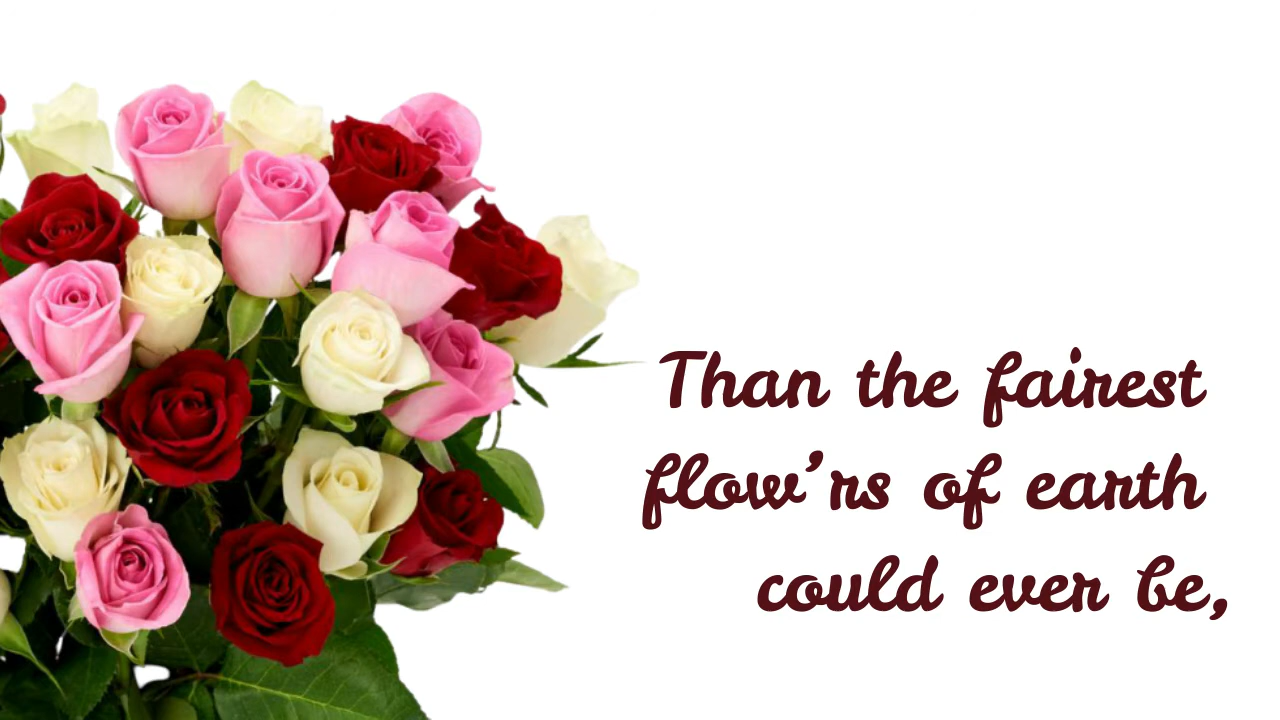 Than the fairest
flow’rs of earth
could ever be,